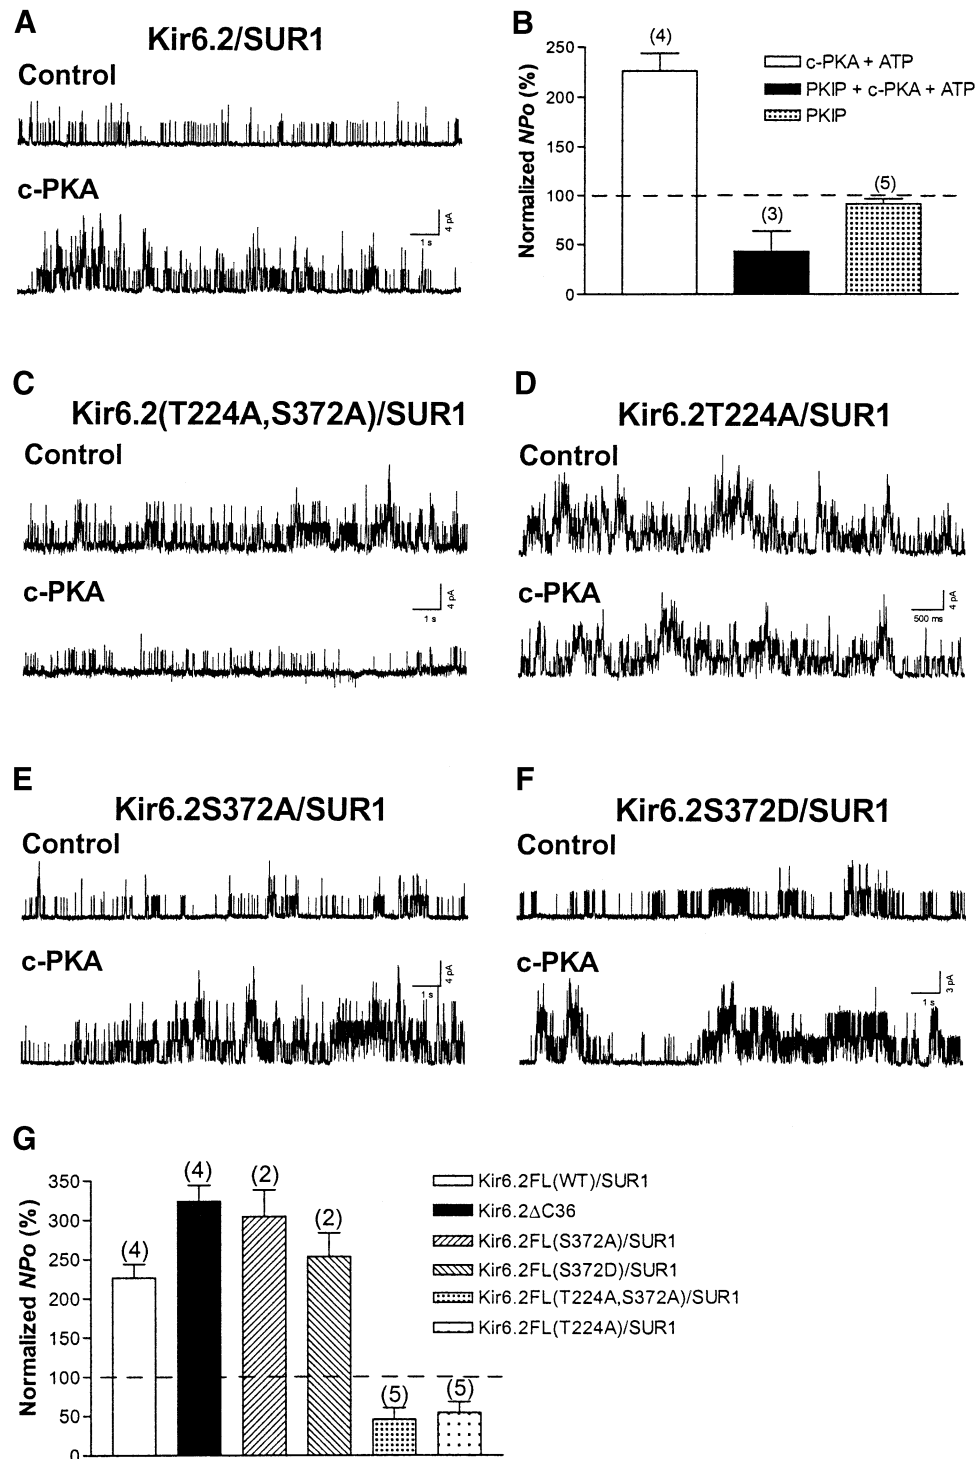 A
Kir6.2/SUR1
Control
c-PKA
4 pA
1 s
B
Normalized NPo (%)
250
200
150
100
50
0
(4)
(3)
(5)
c-PKA + ATP
PKIP + c-PKA + ATP
PKIP
C
Kir6.2(T224A,S372A)/SUR1
Control
c-PKA
4 pA
1 s
D
Kir6.2T224A/SUR1
Control
c-PKA
4 pA
500 ms
E
Kir6.2S372A/SUR1
Control
c-PKA
4 pA
1 s
F
Kir6.2S372D/SUR1
Control
c-PKA
3 pA
1 s
G
Normalized NPo (%)
350
300
250
200
150
100
50
0
(4)
(4)
(2)
(2)
(5)
(5)
Kir6.2FL(WT)/SUR1
Kir6.2ΔC36
Kir6.2FL(S372A)/SUR1
Kir6.2FL(S372D)/SUR1
Kir6.2FL(T224A,S372A)/SUR1
Kir6.2FL(T224A)/SUR1